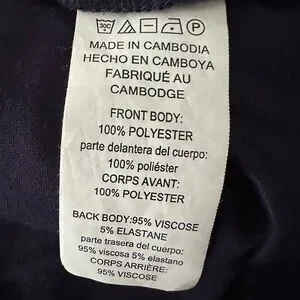 30C P
MADE IN CAMBODIA
HECHO EN CAMBOYA
FABRIQUÉ AU
CAMBODGE
FRONT BODY:
100% POLYESTER
parte delantera del cuerpo:
100% poliéster
CORPS AVANT:
100% POLYESTER
BACK BODY:95% VISCOSE
5% ELASTANE
parte trasera del cuerpo:
95% viscosa 5% elastano
CORPS ARRIÈRE:
95% VISCOSE